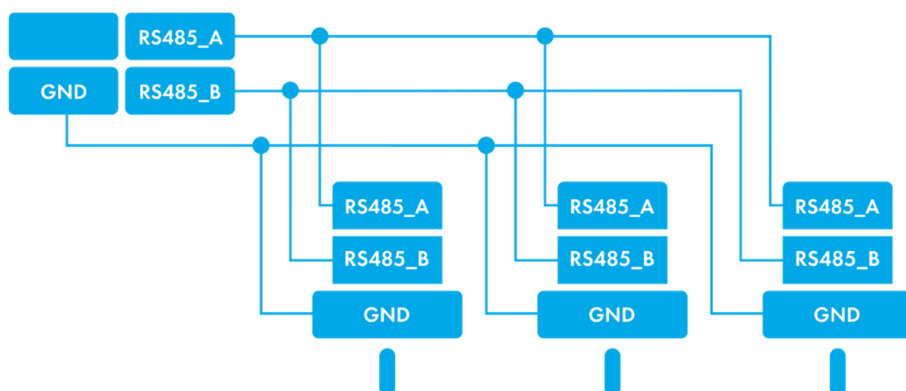 RS485_A
GND RS485_B
RS485_A RS485_A RS485_A
RS485_B RS485_B RS485_B
GND GND GND